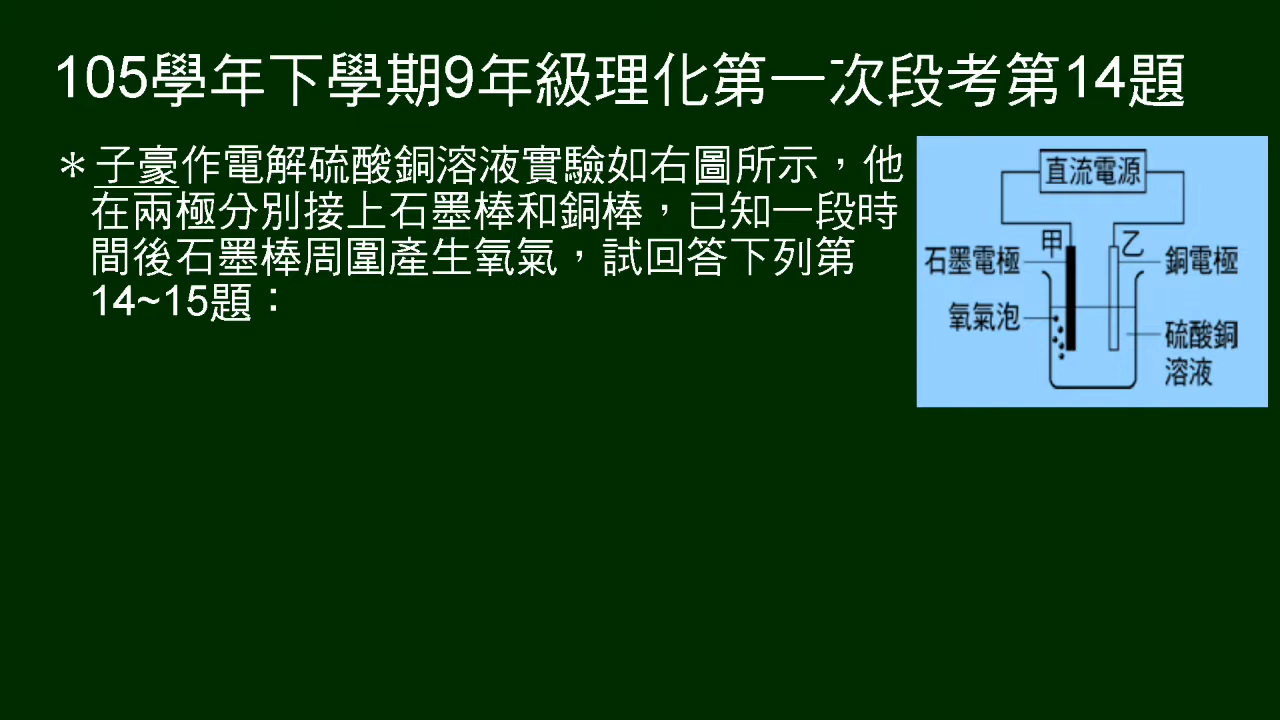 105學年下學期9年級理化第一次段考第14題
＊子豪作電解硫酸銅溶液實驗如右圖所示，他
在兩極分別接上石墨棒和銅棒，已知一段時
間後石墨棒周圍產生氧氣，試回答下列第
14~15題：
直流電源
甲
乙
石墨電極
銅電極
氧氣泡
硫酸銅
溶液